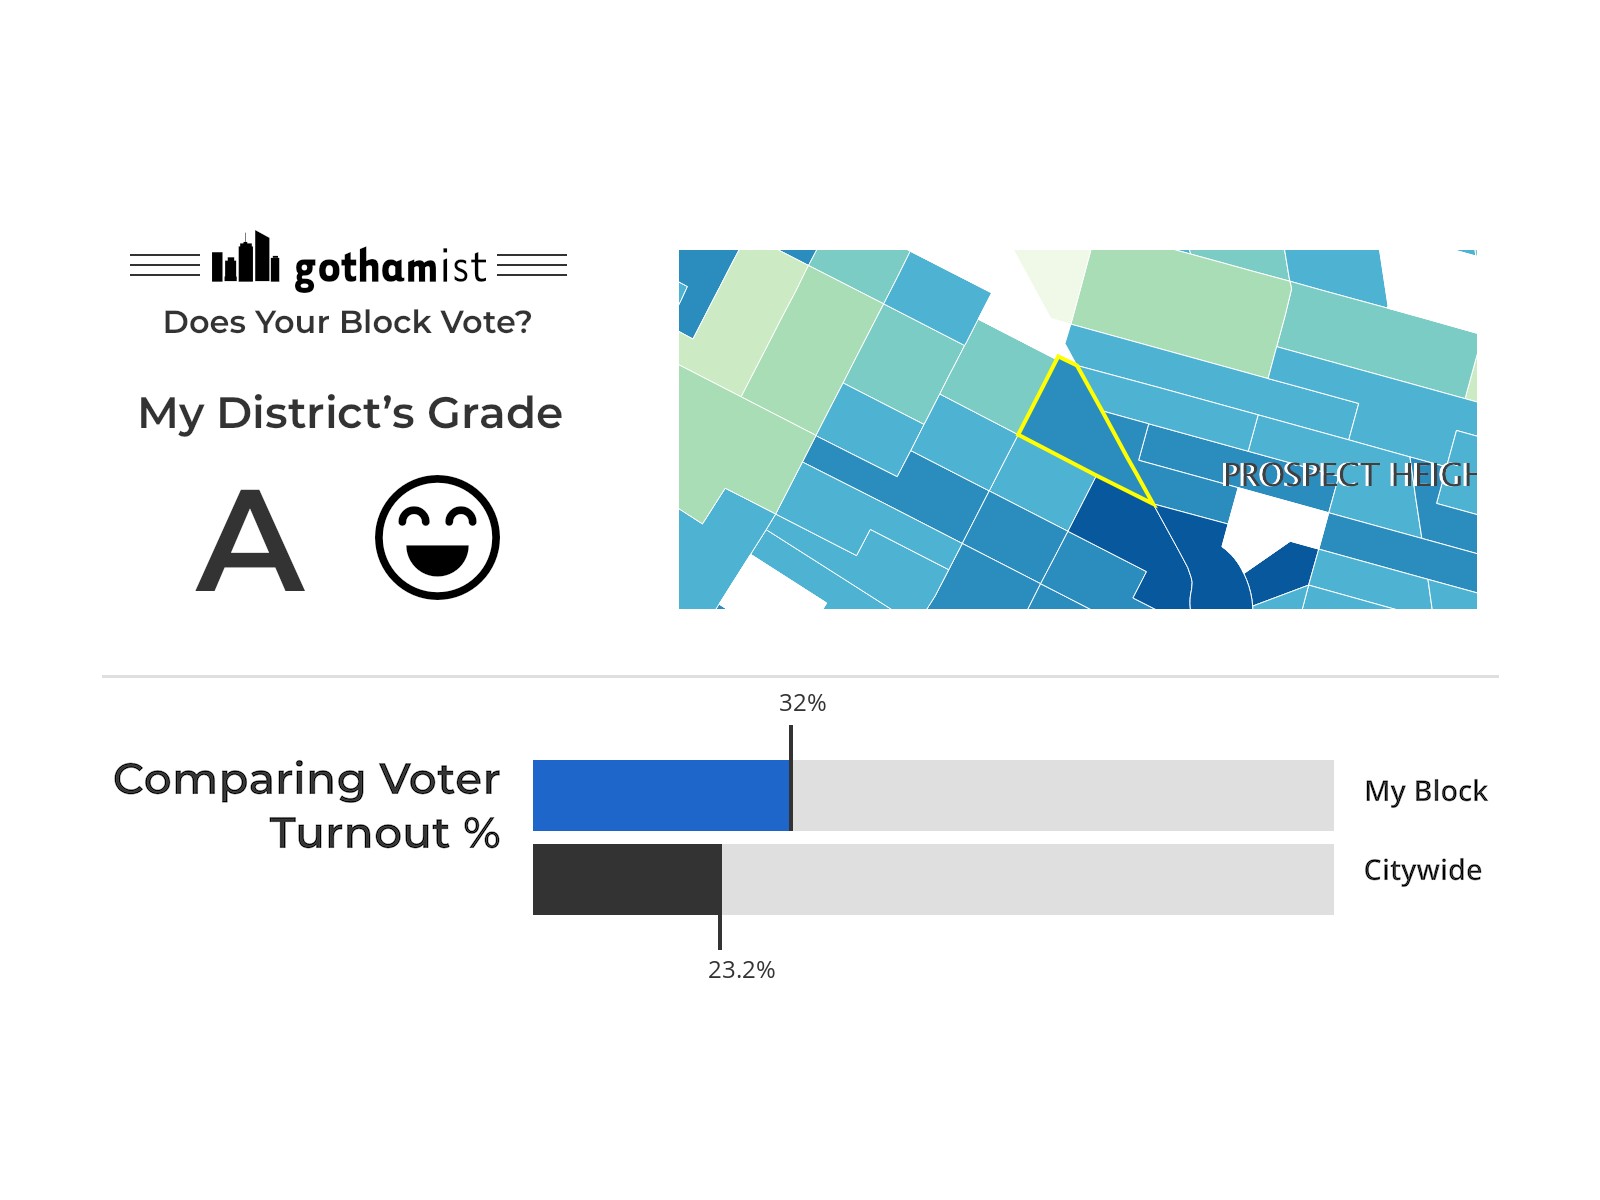 gothamist
Does Your Block Vote?
My District’s Grade
A
PROSPECT HEIGH
32%
Comparing Voter
Turnout %
My Block
Citywide
23.2%